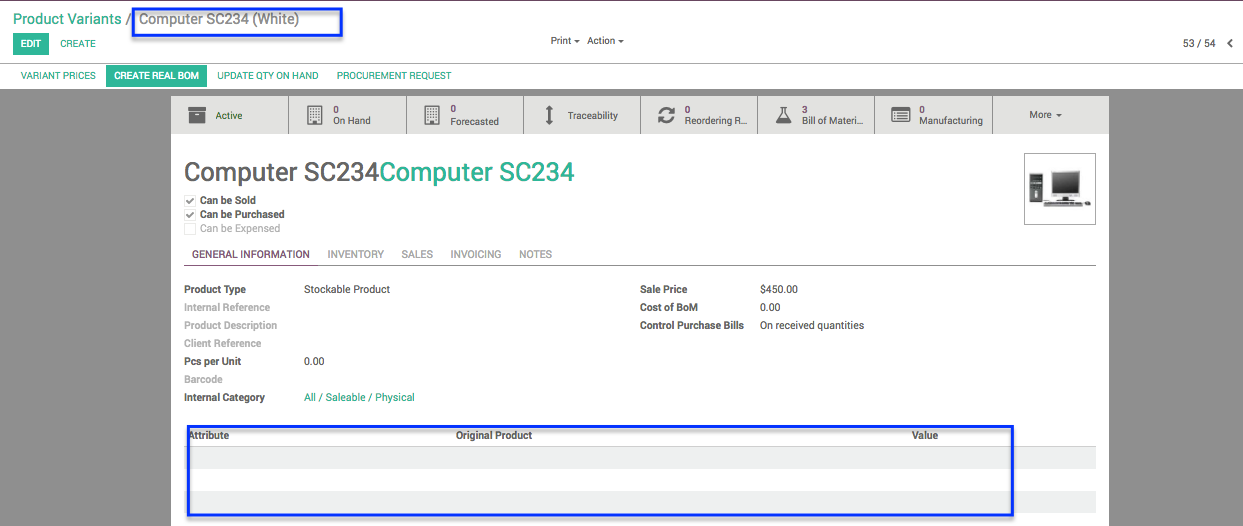 Product Variants / Computer SC234 (White)
EDIT CREATE Print Action 53 / 54
VARIANT PRICES CREATE REAL BOM UPDATE QTY ON HAND PROCUREMENT REQUEST
Active
0
On Hand
0
Forecasted
Traceability
0
Reordering R...
3
Bill of Materi...
0
Manufacturing
More
Computer SC234Computer SC234
Can be Sold
Can be Purchased
Can be Expensed
GENERAL INFORMATION INVENTORY SALES INVOICING NOTES
Product Type Stockable Product Sale Price $450.00
Internal Reference Cost of BoM 0.00
Product Description Control Purchase Bills On received quantities
Client Reference
Pcs per Unit 0.00
Barcode
Internal Category All / Saleable / Physical
Attribute Original Product Value